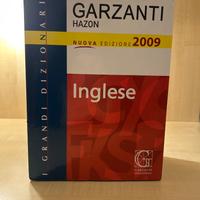 I GRANDI DIZIONARI
GARZANTI
HAZON
NUOVA EDIZIONE 2009
Inglese